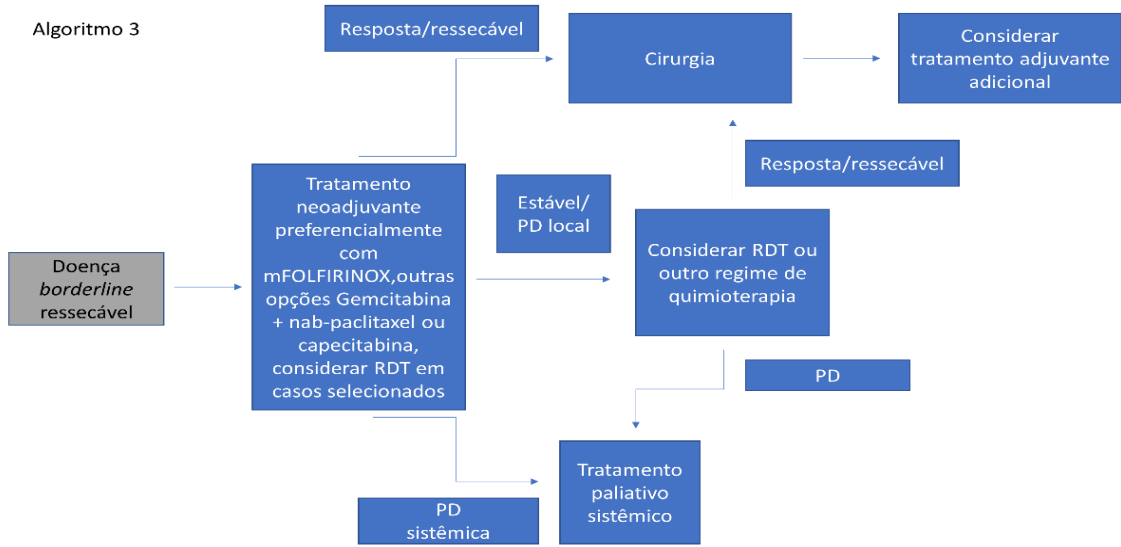 Algoritmo 3
Resposta/ressecável
Cirurgia
Considerar
tratamento adjuvante
adicional
Resposta/ressecável
Tratamento
neoadjuvante
preferencialmente
com
mFOLFIRINOX,outras
opções Gemcitabina
+ nab-paclitaxel ou
capecitabina,
considerar RDT em
casos selecionados
Estável/
PD local
Considerar RDT ou
outro regime de
quimioterapia
Doença
borderline
ressecável
PD
Tratamento
paliativo
sistêmico
PD
sistêmica